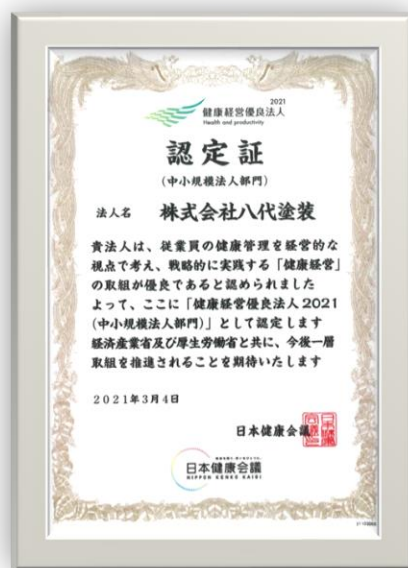 2021
健康経営優良法人
Health and productivity
認定証
(中小規模法人部門)
法人名 株式会社八代塗装
貴法人は、従業員の健康管理を経営的な
視点で考え、戦略的に実践する「健康経営」
の取組が優良であると認められました
よって、ここに「健康経営優良法人2021
(中小規模法人部門)」として認定します
経済産業省及び厚生労働省と共に、今後一層
取組を推進されることを期待いたします
2021年3月4日
日本健康会議
日本健康会議
NIPPON KENKO KAIGI